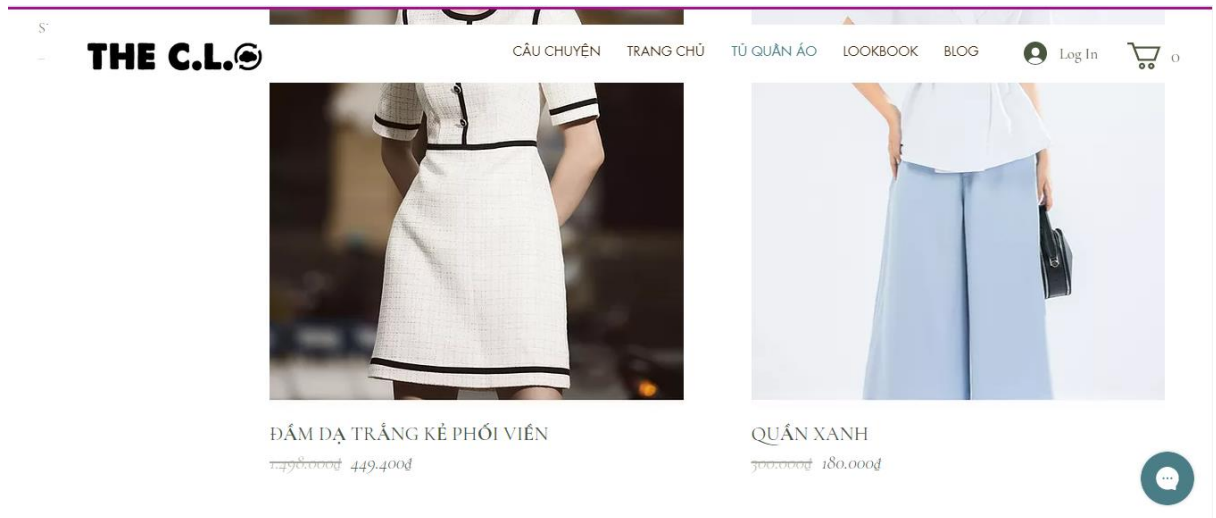 THE C.L.O
CÂU CHUYỆN TRANG CHỦ TỦ QUẦN ÁO LOOKBOOK BLOG Log In 0
ĐẦM DẠ TRẮNG KẺ PHỐI VIỀN QUẦN XANH
1.498.000₫ 449.400₫ 300.000₫ 180.000₫